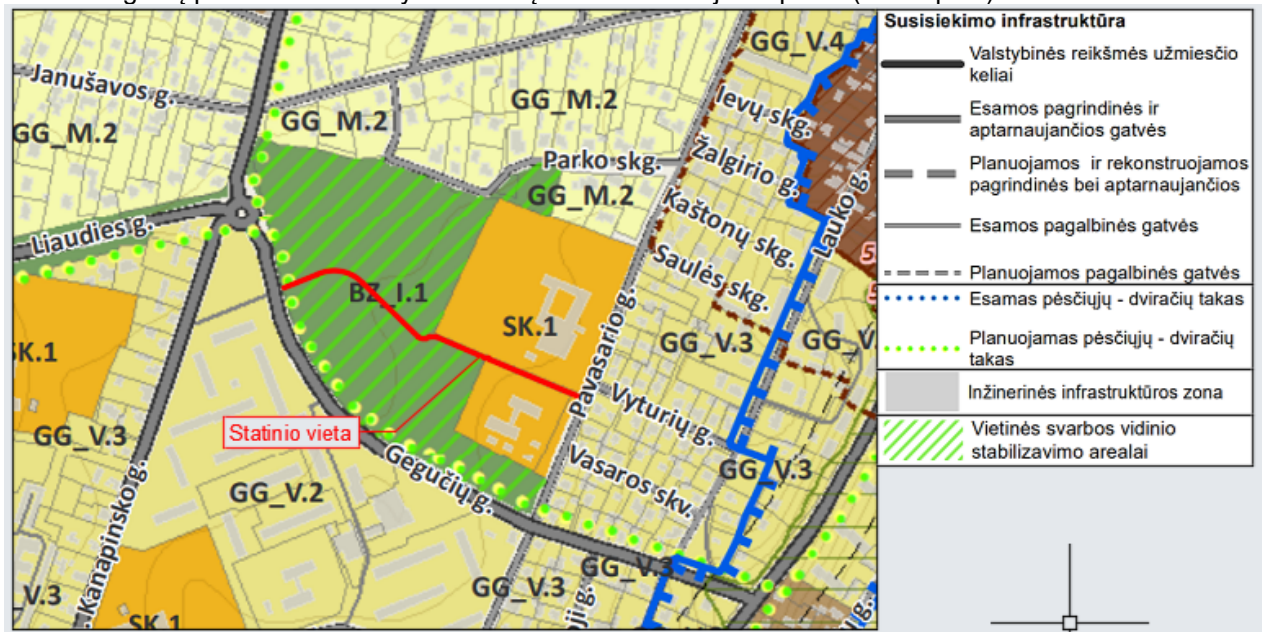 Susisiekimo infrastruktūra
Valstybinės reikšmės užmiesčio
keliai
Esamos pagrindinės ir
aptarnaujančios gatvės
Planuojamos ir rekonstruojamos
pagrindinės bei aptarnaujančios
Esamos pagalbinės gatvės
Planuojamos pagalbinės gatvės
Esamas pėsčiųjų - dviračių takas
Planuojamas pėsčiųjų - dviračių
takas
Inžinerinės infrastruktūros zona
Vietinės svarbos vidinio
stabilizavimo arealai
GG_V.4
Janušavos g.
GG_M.2
GG_M.2
GG_M.2
Ievų skg.
Parko skg.
Žalgirio g.
GG_M.2
Kaštonų skg.
Lauko g.
Liaudies g.
Saulės skg.
BZ_I.1
SK.1
Pavasario g.
GG_V.3
SK.1
Vyturių g.
Statinio vieta
GG_V.3
Gegučių g.
Vasaros skv.
GG_V.3
Kanapinsko g.
GG_V.2
GG_V.3
GG_V.3
SK.1